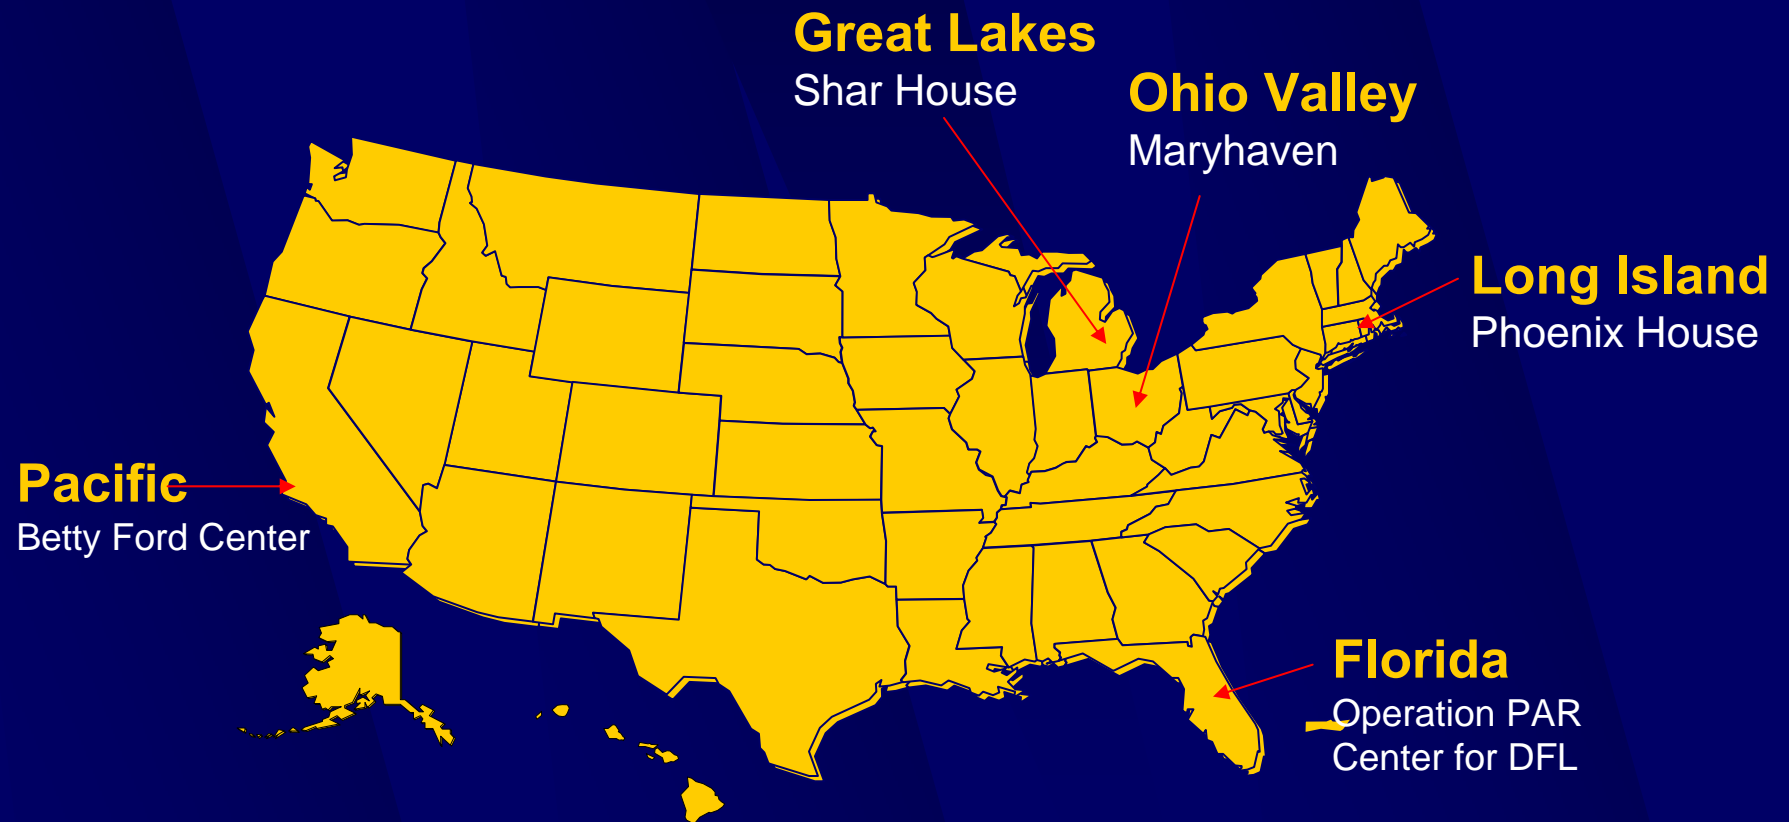 Great Lakes
Shar House
Ohio Valley
Maryhaven
Long Island
Phoenix House
Pacific
Betty Ford Center
Florida
Operation PAR
Center for DFL